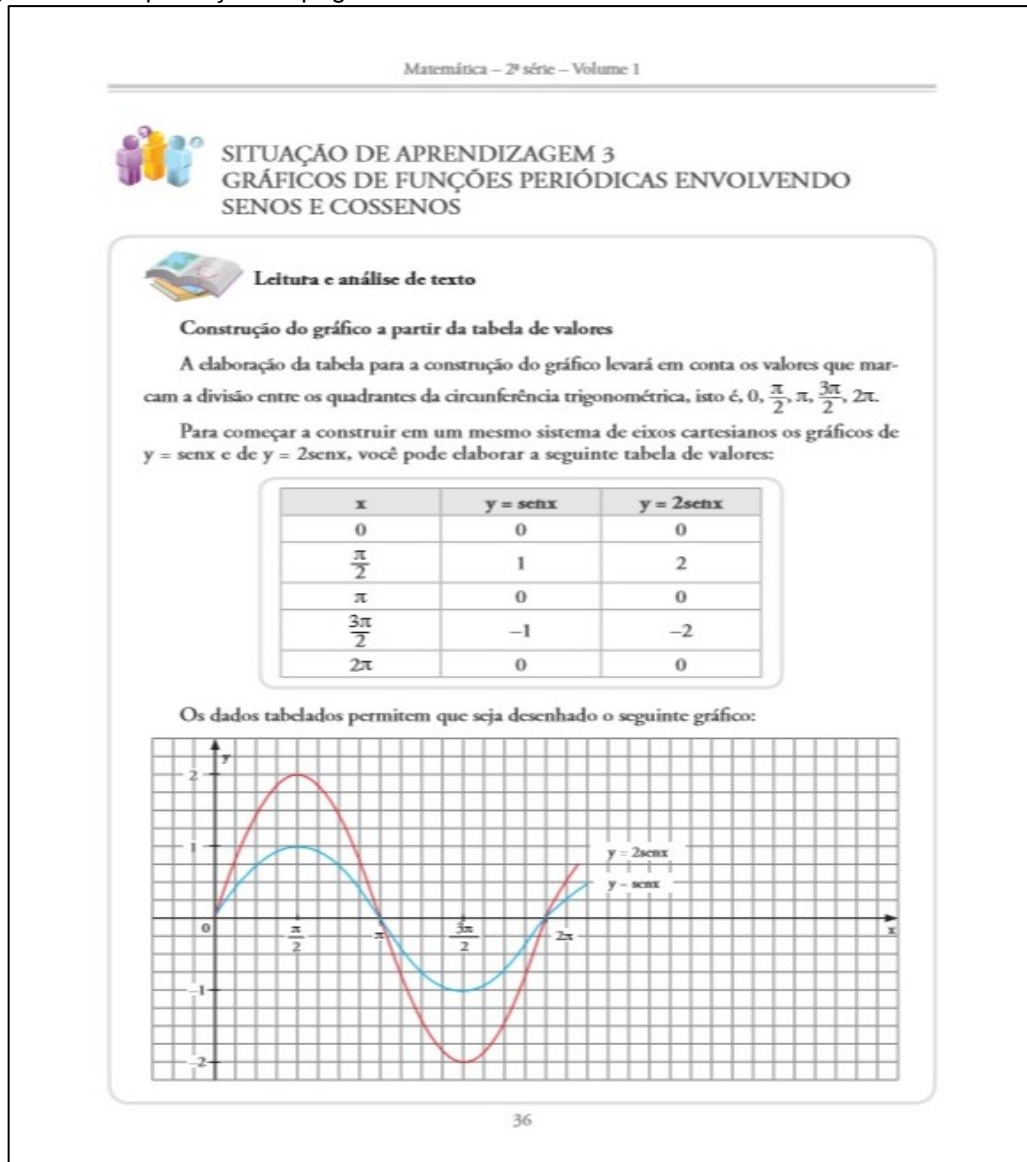 Matemática – 2ª série – Volume 1
SITUAÇÃO DE APRENDIZAGEM 3
GRÁFICOS DE FUNÇÕES PERIÓDICAS ENVOLVENDO
SENOS E COSSENOS
Leitura e análise de texto
Construção do gráfico a partir da tabela de valores
A elaboração da tabela para a construção do gráfico levará em conta os valores que mar-
cam a divisão entre os quadrantes da circunferência trigonométrica, isto é, 0, π/2, π, 3π/2, 2π.
Para começar a construir em um mesmo sistema de eixos cartesianos os gráficos de
y = senx e de y = 2senx, você pode elaborar a seguinte tabela de valores:
x y = senx y = 2senx
0 0 0
π/2 1 2
π 0 0
3π/2 –1 –2
2π 0 0
Os dados tabelados permitem que seja desenhado o seguinte gráfico:
y
2
1
y = 2senx
y = senx
0 π/2 π 3π/2 2π x
–1
–2
36